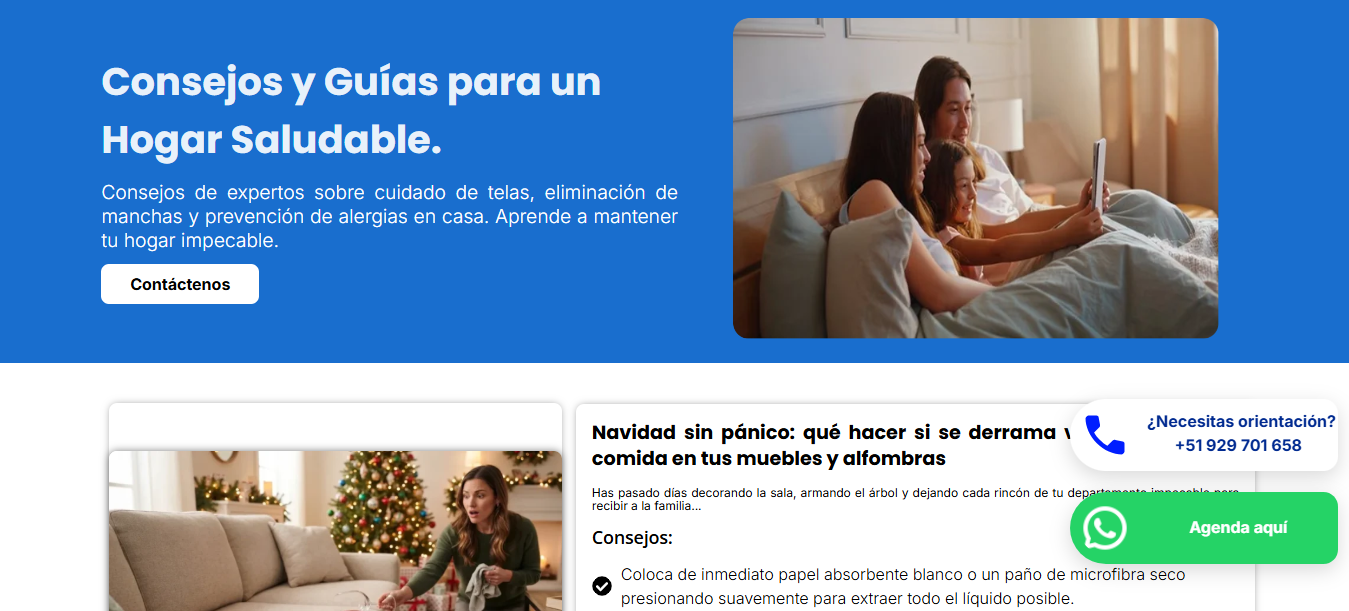 Consejos y Guías para un
Hogar Saludable.
Consejos de expertos sobre cuidado de telas, eliminación de
manchas y prevención de alergias en casa. Aprende a mantener
tu hogar impecable.
Contáctenos
Navidad sin pánico: qué hacer si se derrama
comida en tus muebles y alfombras
¿Necesitas orientación?
+51 929 701 658
Has pasado días decorando la sala, armando el árbol y dejando cada rincón de tu departamento impecable para
recibir a la familia...
Agenda aquí
Consejos:
Coloca de inmediato papel absorbente blanco o un paño de microfibra seco
presionando suavemente para extraer todo el líquido posible.